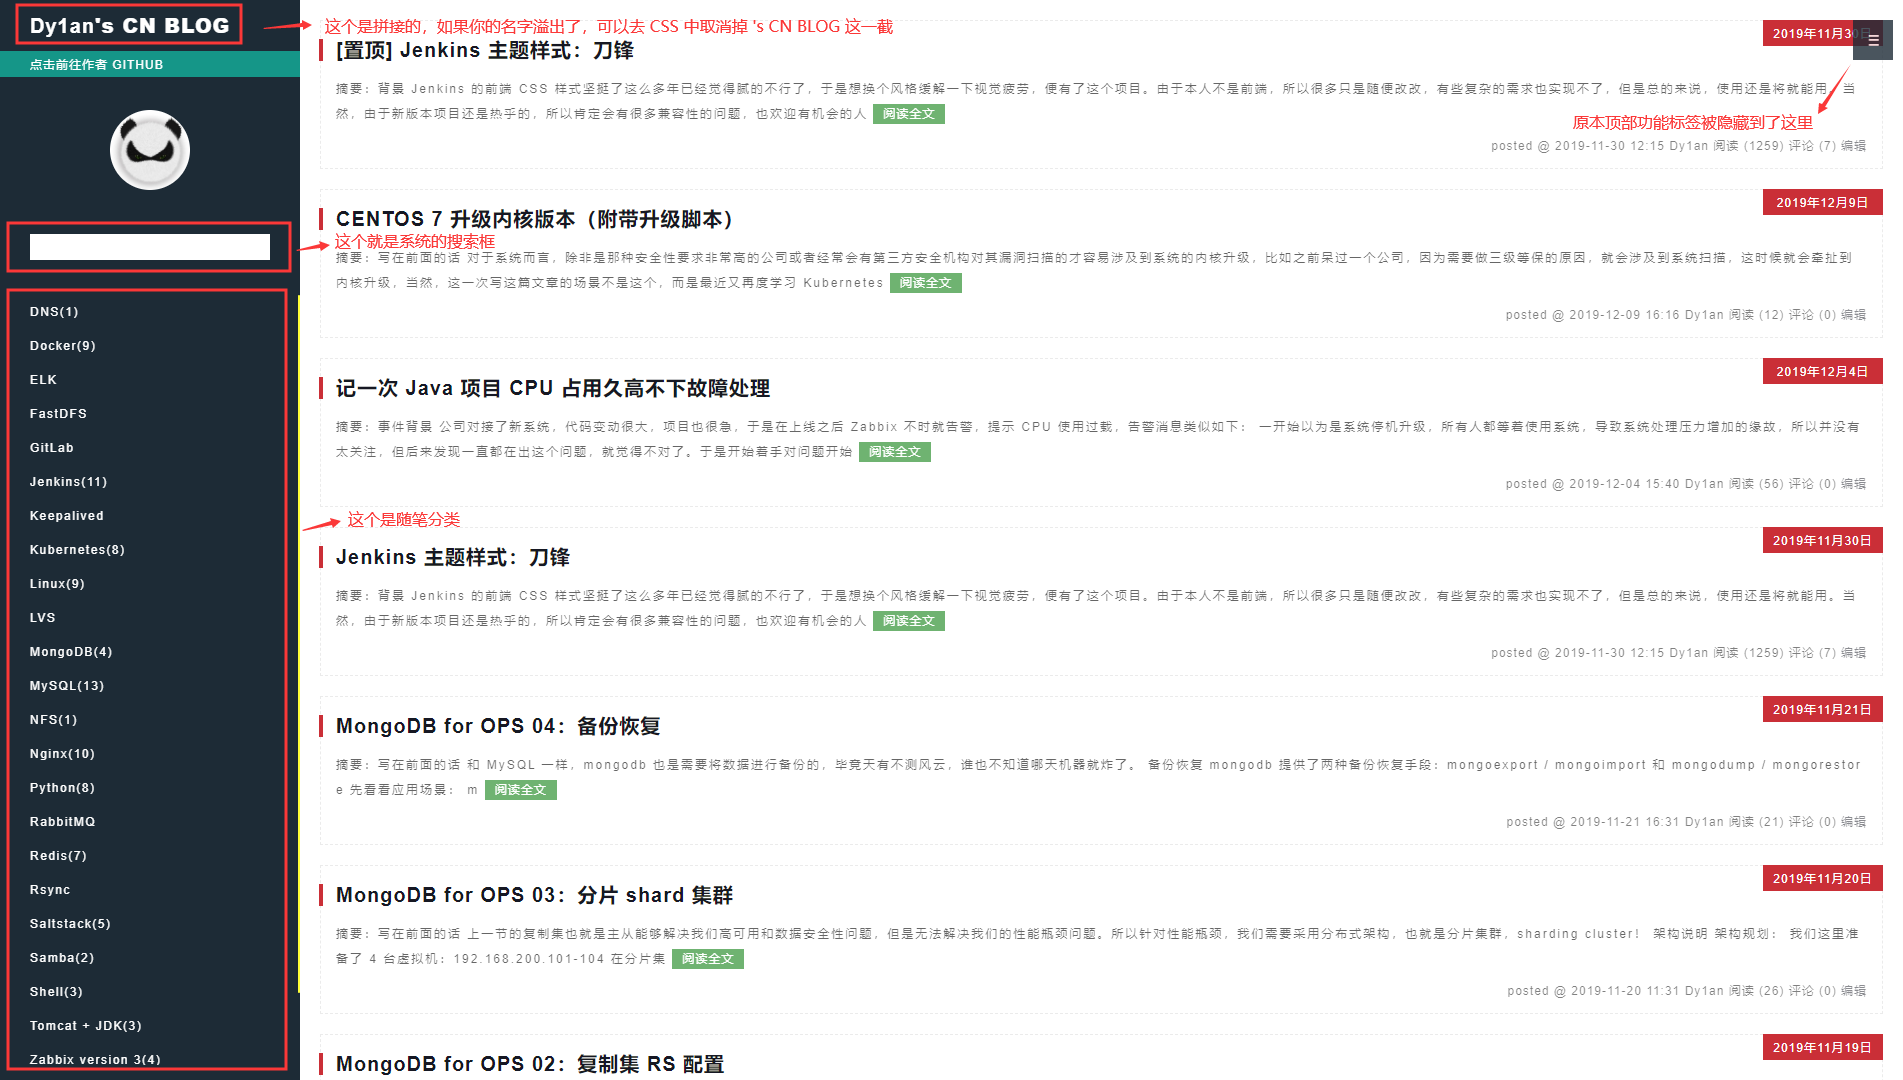 Dy1an's CN BLOG
点击前往作者 GITHUB
DNS(1)
Docker(9)
ELK
FastDFS
GitLab
Jenkins(11)
Keepalived
Kubernetes(8)
Linux(9)
LVS
MongoDB(4)
MySQL(13)
NFS(1)
Nginx(10)
Python(8)
RabbitMQ
Redis(7)
Rsync
Saltstack(5)
Samba(2)
Shell(3)
Tomcat + JDK(3)
Zabbix version 3(4)
这个是拼接的，如果你的名字溢出了，可以去 CSS 中取消掉 's CN BLOG 这一截
2019年11月30日
[置顶] Jenkins 主题样式：刀锋
摘要：背景 Jenkins 的前端 CSS 样式坚挺了这么多年已经觉得腻的不行了，于是想换个风格缓解一下视觉疲劳，便有了这个项目。由于本人不是前端，所以很多只是随便改改，有些复杂的需求也实现不了，但是总的来说，使用还是将就能用。当
然，由于新版本项目还是热乎的，所以肯定会有很多兼容性的问题，也欢迎有机会的人 阅读全文
原本顶部功能标签被隐藏到了这里
posted @ 2019-11-30 12:15 Dy1an 阅读 (1259) 评论 (7) 编辑
2019年12月9日
CENTOS 7 升级内核版本（附带升级脚本）
这个就是系统的搜索框
摘要：写在前面的话 对于系统而言，除非是那种安全性要求非常高的公司或者经常会有第三方安全机构对其漏洞扫描的才容易涉及到系统的内核升级，比如之前呆过一个公司，因为需要做三级等保的原因，就会涉及到系统扫描，这时候就会牵扯到
内核升级，当然，这一次写这篇文章的场景不是这个，而是最近又再度学习 Kubernetes 阅读全文
posted @ 2019-12-09 16:16 Dy1an 阅读 (12) 评论 (0) 编辑
2019年12月4日
记一次 Java 项目 CPU 占用久高不下故障处理
摘要：事件背景 公司对接了新系统，代码变动很大，项目也很急，于是在上线之后 Zabbix 不时就告警，提示 CPU 使用过载，告警消息类似如下： 一开始以为是系统停机升级，所有人都等着使用系统，导致系统处理压力增加的缘故，所以并没有
太关注，但后来发现一直都在出这个问题，就觉得不对了。于是开始着手对问题开始 阅读全文
posted @ 2019-12-04 15:40 Dy1an 阅读 (56) 评论 (0) 编辑
这个是随笔分类
2019年11月30日
Jenkins 主题样式：刀锋
摘要：背景 Jenkins 的前端 CSS 样式坚挺了这么多年已经觉得腻的不行了，于是想换个风格缓解一下视觉疲劳，便有了这个项目。由于本人不是前端，所以很多只是随便改改，有些复杂的需求也实现不了，但是总的来说，使用还是将就能用。当
然，由于新版本项目还是热乎的，所以肯定会有很多兼容性的问题，也欢迎有机会的人 阅读全文
posted @ 2019-11-30 12:15 Dy1an 阅读 (1259) 评论 (7) 编辑
2019年11月21日
MongoDB for OPS 04：备份恢复
摘要：写在前面的话 和 MySQL 一样，mongodb 也是需要将数据进行备份的，毕竟天有不测风云，谁也不知道哪天机器就炸了。 备份恢复 mongodb 提供了两种备份恢复手段：mongoexport / mongoimport 和 mongodump / mongorestor
e 先看看应用场景： m 阅读全文
posted @ 2019-11-21 16:31 Dy1an 阅读 (21) 评论 (0) 编辑
2019年11月20日
MongoDB for OPS 03：分片 shard 集群
摘要：写在前面的话 上一节的复制集也就是主从能够解决我们高可用和数据安全性问题，但是无法解决我们的性能瓶颈问题。所以针对性能瓶颈，我们需要采用分布式架构，也就是分片集群，sharding cluster！ 架构说明 架构规划： 我们这里准
备了 4 台虚拟机：192.168.200.101-104 在分片集 阅读全文
posted @ 2019-11-20 11:31 Dy1an 阅读 (26) 评论 (0) 编辑
2019年11月19日
MongoDB for OPS 02：复制集 RS 配置